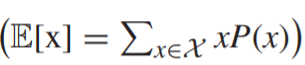 (𝔼[x] = ∑ₓ∈𝒳 xP(x))